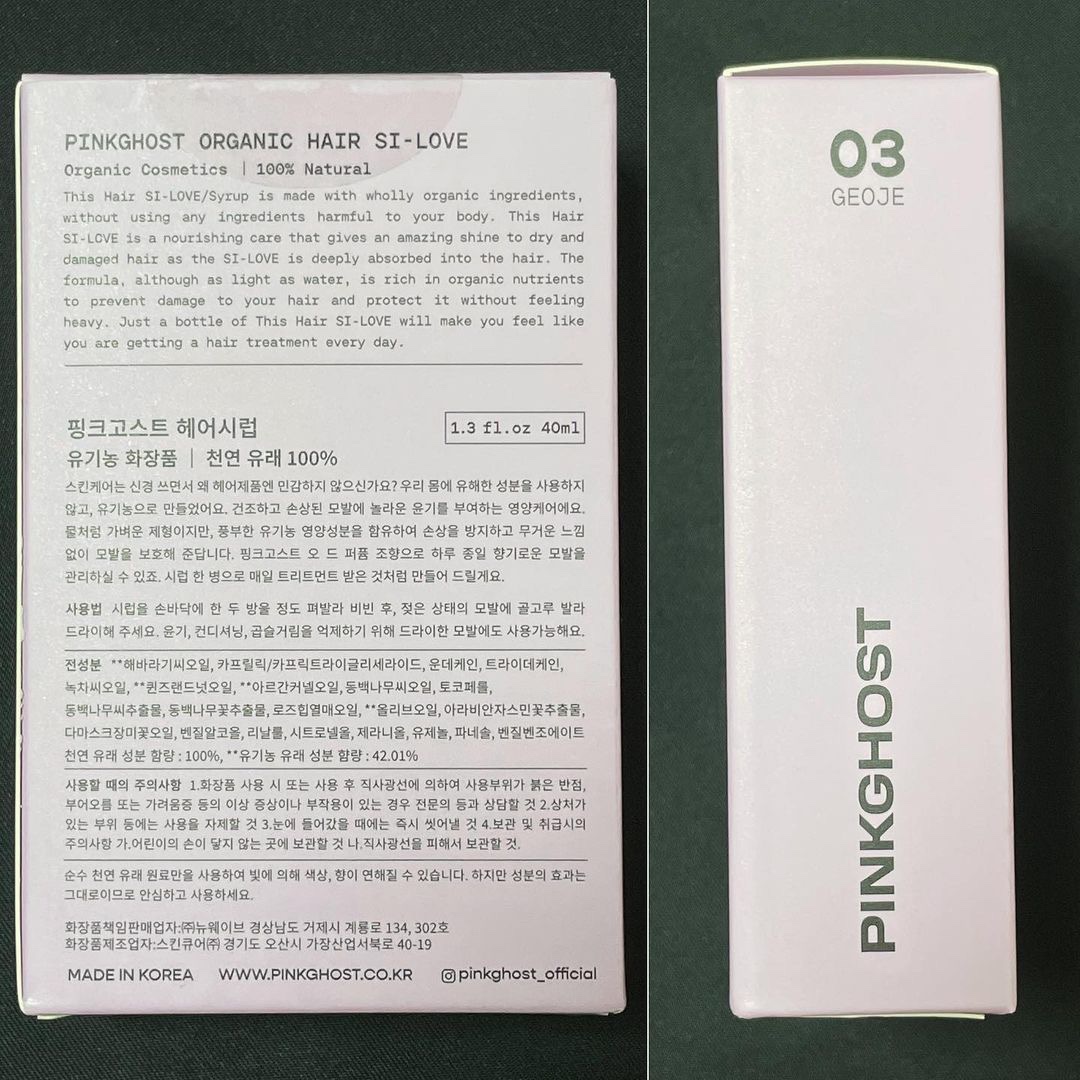 PINKGHOST ORGANIC HAIR SI-LOVE
Organic Cosmetics | 100% Natural
This Hair SI-LOVE/Syrup is made with wholly organic ingredients,
without using any ingredients harmful to your body. This Hair
SI-LOVE is a nourishing care that gives an amazing shine to dry and
damaged hair as the SI-LOVE is deeply absorbed into the hair. The
formula, although as light as water, is rich in organic nutrients
to prevent damage to your hair and protect it without feeling
heavy. Just a bottle of This Hair SI-LOVE will make you feel like
you are getting a hair treatment every day.
핑크고스트 헤어시럽
1.3 fl.oz 40ml
유기농 화장품 | 천연 유래 100%
스킨케어는 신경 쓰면서 왜 헤어제품엔 민감하지 않으신가요? 우리 몸에 유해한 성분을 사용하지
않고, 유기농으로 만들었어요. 건조하고 손상된 모발에 놀라운 윤기를 부여하는 영양케어에요.
물처럼 가벼운 제형이지만, 풍부한 유기농 영양성분을 함유하여 손상을 방지하고 무거운 느낌
없이 모발을 보호해 준답니다. 핑크고스트 오 드 퍼퓸 조향으로 하루 종일 향기로운 모발을
관리하실 수 있죠. 시럽 한 병으로 매일 트리트먼트 받은 것처럼 만들어 드릴게요.
사용법 시럽을 손바닥에 한 두 방울 정도 펴발라 비빈 후, 젖은 상태의 모발에 골고루 발라
드라이해 주세요. 윤기, 컨디셔닝, 곱슬거림을 억제하기 위해 드라이한 모발에도 사용가능해요.
전성분 **해바라기씨오일, 카프릴릭/카프릭트라이글리세라이드, 운데케인, 트라이데케인,
녹차씨오일, **퀸즈랜드넛오일, **아르간커넬오일, 동백나무씨오일, 토코페롤,
동백나무씨추출물, 동백나무꽃추출물, 로즈힙열매오일, **올리브오일, 아라비안자스민꽃추출물,
다마스크장미꽃오일, 벤질알코올, 리날룰, 시트로넬올, 제라니올, 유제놀, 파네솔, 벤질벤조에이트
천연 유래 성분 함량 : 100%, **유기농 유래 성분 함량 : 42.01%
사용할 때의 주의사항 1.화장품 사용 시 또는 사용 후 직사광선에 의하여 사용부위가 붉은 반점,
부어오름 또는 가려움증 등의 이상 증상이나 부작용이 있는 경우 전문의 등과 상담할 것 2.상처가
있는 부위 등에는 사용을 자제할 것 3.눈에 들어갔을 때에는 즉시 씻어낼 것 4.보관 및 취급시의
주의사항 가.어린이의 손이 닿지 않는 곳에 보관할 것 나.직사광선을 피해서 보관할 것.
순수 천연 유래 원료만을 사용하여 빛에 의해 색상, 향이 연해질 수 있습니다. 하지만 성분의 효과는
그대로이므로 안심하고 사용하세요.
화장품책임판매업자:㈜뉴웨이브 경상남도 거제시 계룡로 134, 302호
화장품제조업자:스킨큐어㈜ 경기도 오산시 가장산업서북로 40-19
MADE IN KOREA WWW.PINKGHOST.CO.KR pinkghost_official
03
GEOJE
PINKGHOST